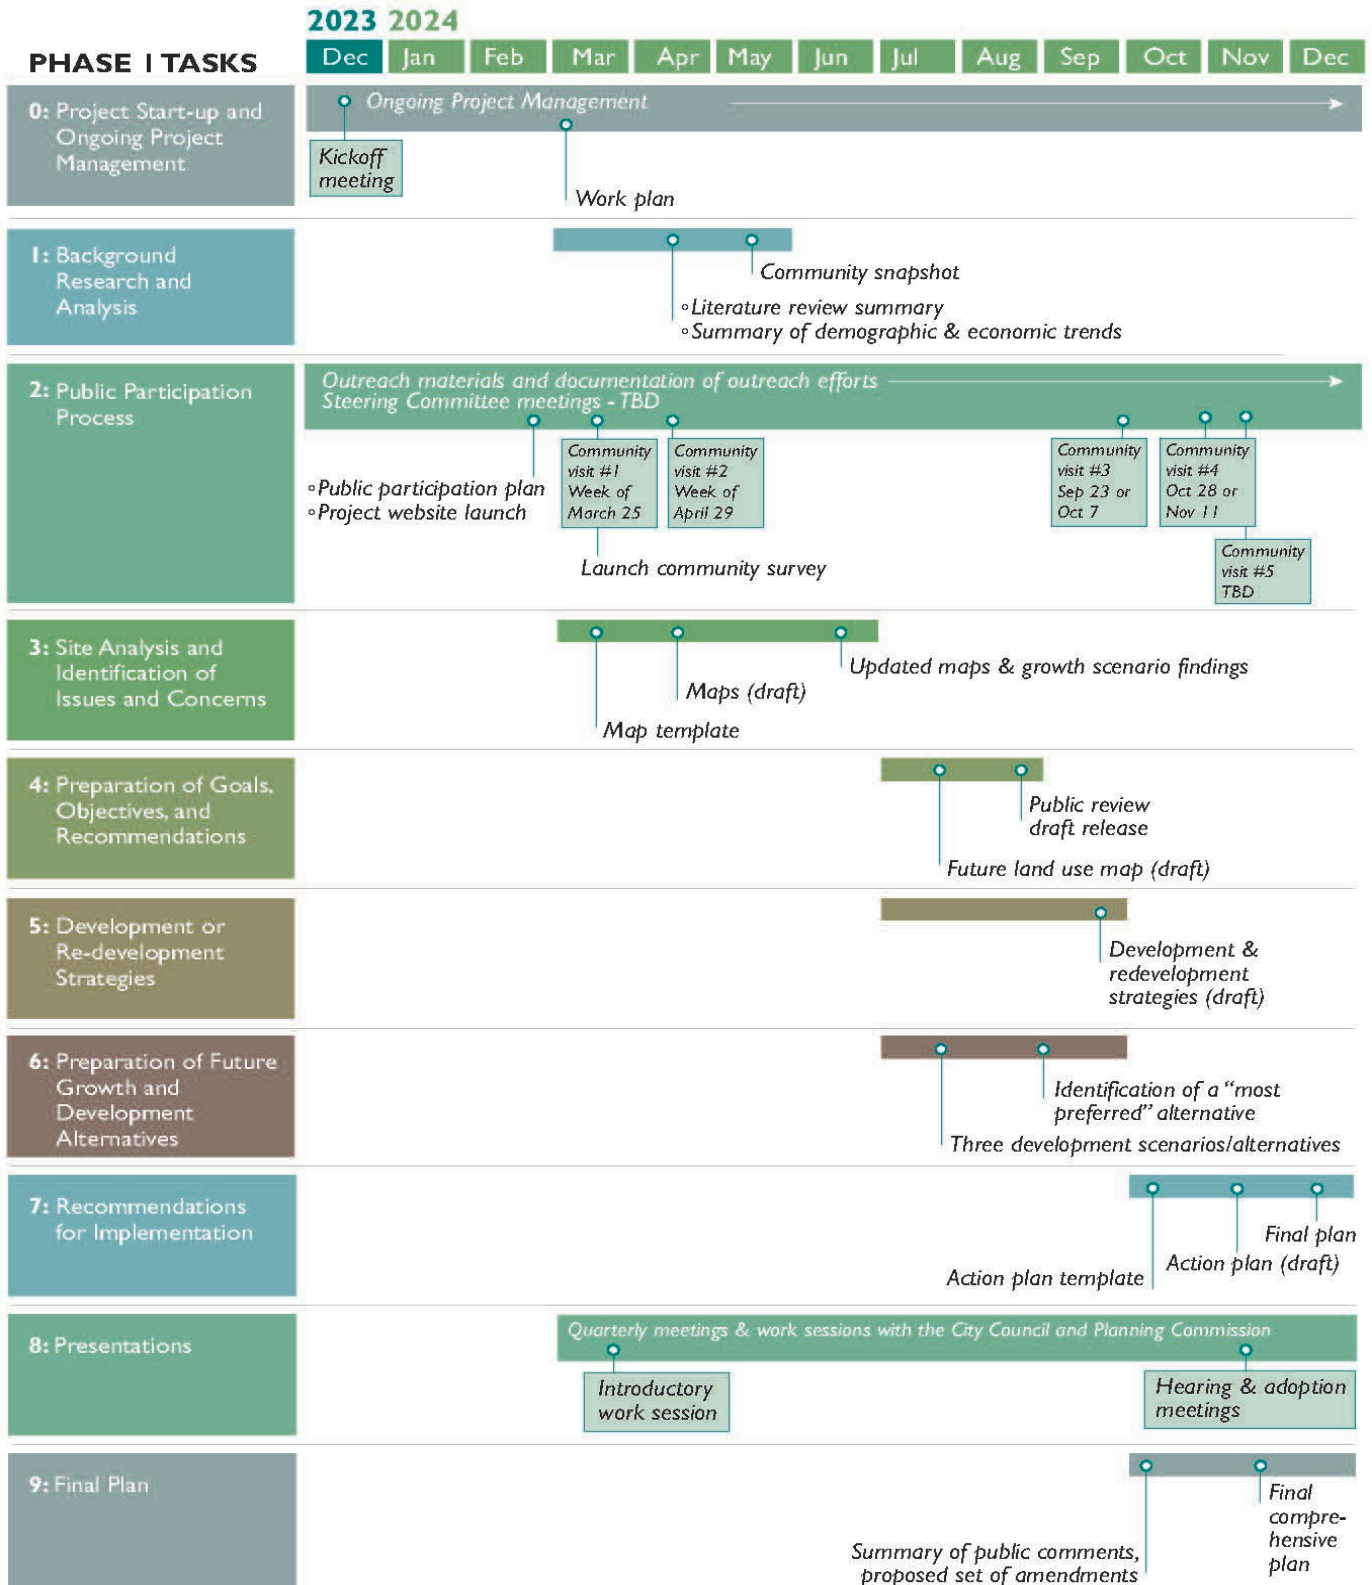 2023 2024
PHASE I TASKS
Dec Jan Feb Mar Apr May Jun Jul Aug Sep Oct Nov Dec
0: Project Start-up and
Ongoing Project
Management
Ongoing Project Management
Kickoff
meeting
Work plan
1: Background
Research and
Analysis
Community snapshot
◦Literature review summary
◦Summary of demographic & economic trends
2: Public Participation
Process
Outreach materials and documentation of outreach efforts
Steering Committee meetings - TBD
◦Public participation plan
◦Project website launch
Community
visit #1
Week of
March 25
Community
visit #2
Week of
April 29
Launch community survey
Community
visit #3
Sep 23 or
Oct 7
Community
visit #4
Oct 28 or
Nov 11
Community
visit #5
TBD
3: Site Analysis and
Identification of
Issues and Concerns
Updated maps & growth scenario findings
Maps (draft)
Map template
4: Preparation of Goals,
Objectives, and
Recommendations
Public review
draft release
Future land use map (draft)
5: Development or
Re-development
Strategies
Development &
redevelopment
strategies (draft)
6: Preparation of Future
Growth and
Development
Alternatives
Identification of a “most
preferred” alternative
Three development scenarios/alternatives
7: Recommendations
for Implementation
Final plan
Action plan (draft)
Action plan template
8: Presentations
Quarterly meetings & work sessions with the City Council and Planning Commission
Introductory
work session
Hearing & adoption
meetings
9: Final Plan
Final
compre-
hensive
plan
Summary of public comments,
proposed set of amendments